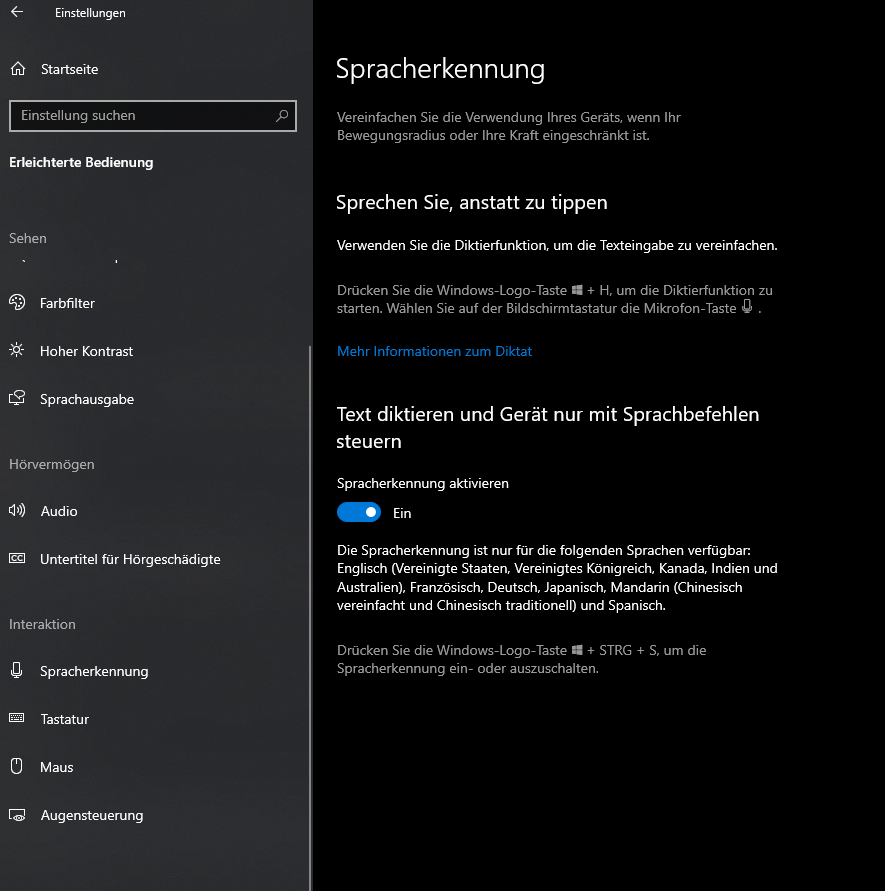 Einstellungen
Startseite
Einstellung suchen
Erleichterte Bedienung
Sehen
Farbfilter
Hoher Kontrast
Sprachausgabe
Hörvermögen
Audio
Untertitel für Hörgeschädigte
Interaktion
Spracherkennung
Tastatur
Maus
Augensteuerung
Spracherkennung
Vereinfachen Sie die Verwendung Ihres Geräts, wenn Ihr
Bewegungsradius oder Ihre Kraft eingeschränkt ist.
Sprechen Sie, anstatt zu tippen
Verwenden Sie die Diktierfunktion, um die Texteingabe zu vereinfachen.
Drücken Sie die Windows-Logo-Taste + H, um die Diktierfunktion zu
starten. Wählen Sie auf der Bildschirmtastatur die Mikrofon-Taste .
Mehr Informationen zum Diktat
Text diktieren und Gerät nur mit Sprachbefehlen
steuern
Spracherkennung aktivieren
Ein
Die Spracherkennung ist nur für die folgenden Sprachen verfügbar:
Englisch (Vereinigte Staaten, Vereinigtes Königreich, Kanada, Indien und
Australien), Französisch, Deutsch, Japanisch, Mandarin (Chinesisch
vereinfacht und Chinesisch traditionell) und Spanisch.
Drücken Sie die Windows-Logo-Taste + STRG + S, um die
Spracherkennung ein- oder auszuschalten.